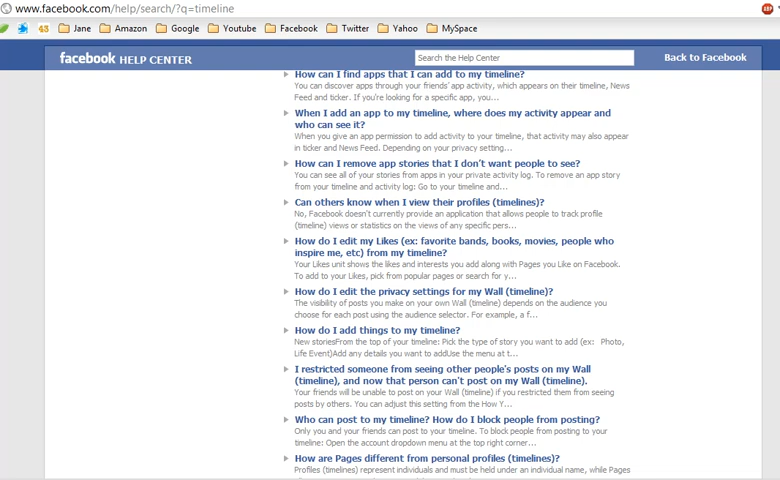 www.facebook.com/help/search/?q=timeline
43 Jane Amazon Google Youtube Facebook Twitter Yahoo MySpace
facebook HELP CENTER Search the Help Center Back to Facebook
How can I find apps that I can add to my timeline?
You can discover apps through your friends' app activity, which appears on their timeline, News
Feed and ticker. If you're looking for a specific app, you...
When I add an app to my timeline, where does my activity appear and
who can see it?
When you give an app permission to add activity to your timeline, that activity may also appear
in ticker and News Feed. Depending on your privacy setting...
How can I remove app stories that I don't want people to see?
You can see all of your stories from apps in your private activity log. To remove an app story
from your timeline and activity log: Go to your timeline and...
Can others know when I view their profiles (timelines)?
No, Facebook doesn't currently provide an application that allows people to track profile
(timeline) views or statistics on the views of any specific pers...
How do I edit my Likes (ex: favorite bands, books, movies, people who
inspire me, etc) from my timeline?
Your Likes unit shows the likes and interests you add along with Pages you Like on Facebook.
To add to your Likes, pick from popular pages or search for y...
How do I edit the privacy settings for my Wall (timeline)?
The visibility of posts you make on your own Wall (timeline) depends on the audience you
choose for each post using the audience selector. For example, a f...
How do I add things to my timeline?
New storiesFrom the top of your timeline: Pick the type of story you want to add (ex: Photo,
Life Event)Add any details you want to addUse the menu at t...
I restricted someone from seeing other people's posts on my Wall
(timeline), and now that person can't post on my Wall (timeline).
Your friends will be unable to post on your Wall (timeline) if you restricted them from seeing
posts by others. You can adjust this setting from the How Y...
Who can post to my timeline? How do I block people from posting?
Only you and your friends can post to your timeline. To block people from posting to your
timeline: Open the account dropdown menu at the top right corner...
How are Pages different from personal profiles (timelines)?
Profiles (timelines) represent individuals and must be held under an individual name, while Pages